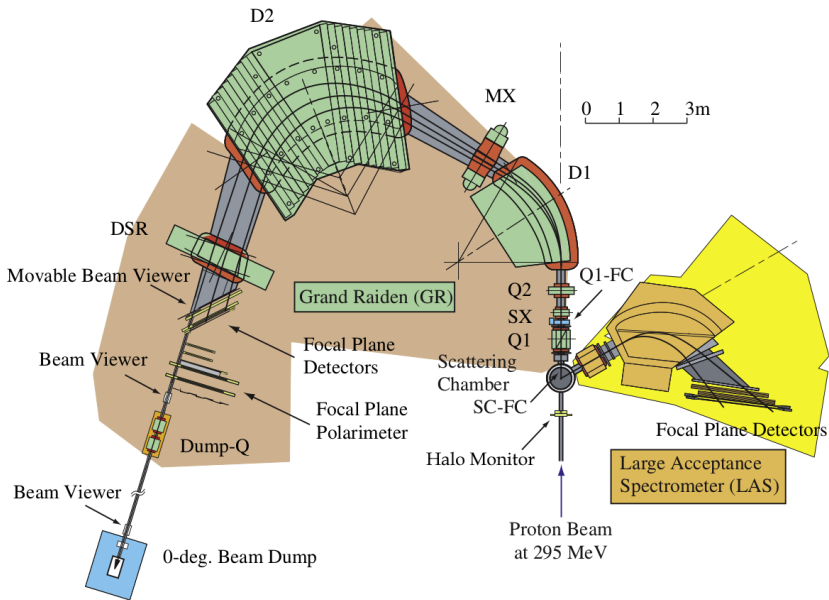 D2
MX
0 1 2 3m
D1
DSR
Q1-FC
Movable Beam Viewer
Q2
Grand Raiden (GR)
SX
Q1
Focal Plane
Detectors
Scattering
Chamber
Beam Viewer
SC-FC
Focal Plane
Polarimeter
Focal Plane Detectors
Dump-Q
Halo Monitor
Large Acceptance
Spectrometer (LAS)
Beam Viewer
Proton Beam
at 295 MeV
0-deg. Beam Dump